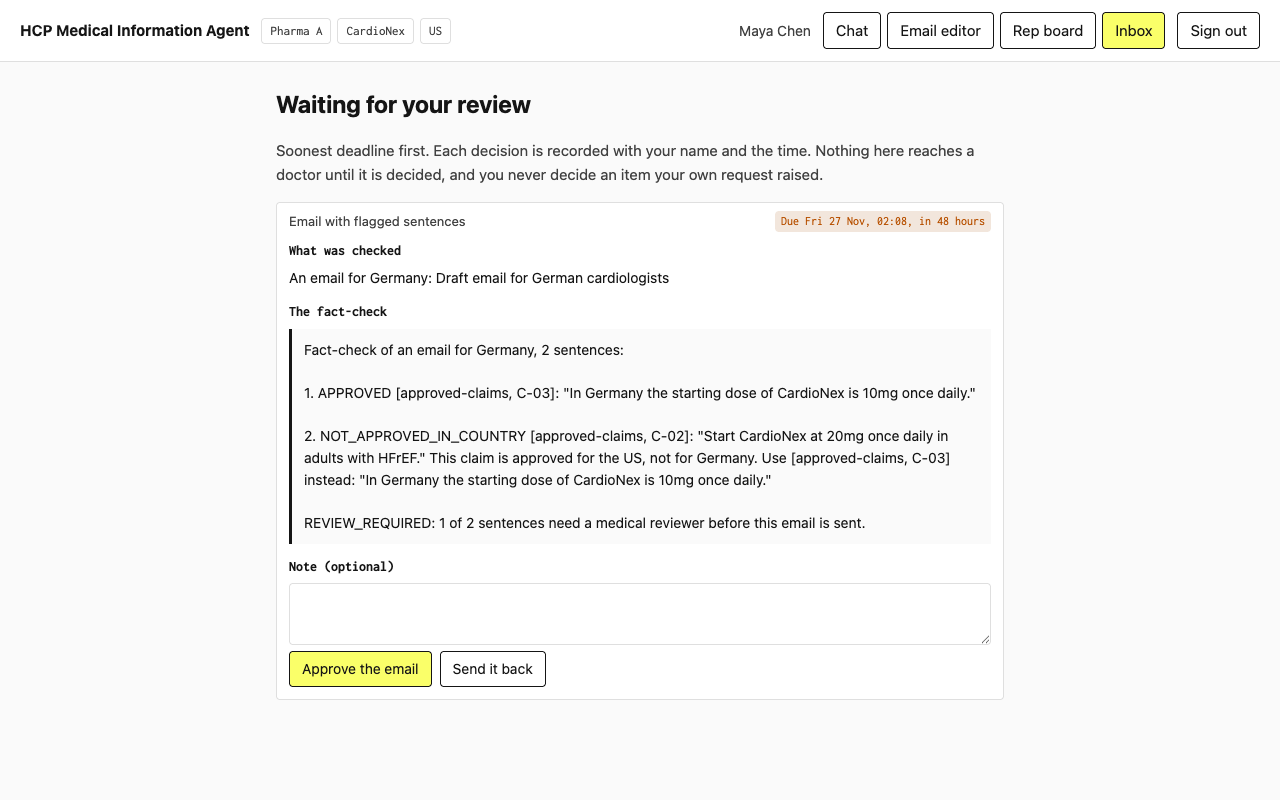 HCP Medical Information Agent
Pharma A
CardioNex
US
Maya Chen
Chat
Email editor
Rep board
Inbox
Sign out
Waiting for your review
Soonest deadline first. Each decision is recorded with your name and the time. Nothing here reaches a
doctor until it is decided, and you never decide an item your own request raised.
Email with flagged sentences
Due Fri 27 Nov, 02:08, in 48 hours
What was checked
An email for Germany: Draft email for German cardiologists
The fact-check
Fact-check of an email for Germany, 2 sentences:
1. APPROVED [approved-claims, C-03]: "In Germany the starting dose of CardioNex is 10mg once daily."
2. NOT_APPROVED_IN_COUNTRY [approved-claims, C-02]: "Start CardioNex at 20mg once daily in
adults with HFrEF." This claim is approved for the US, not for Germany. Use [approved-claims, C-03]
instead: "In Germany the starting dose of CardioNex is 10mg once daily."
REVIEW_REQUIRED: 1 of 2 sentences need a medical reviewer before this email is sent.
Note (optional)
Approve the email
Send it back